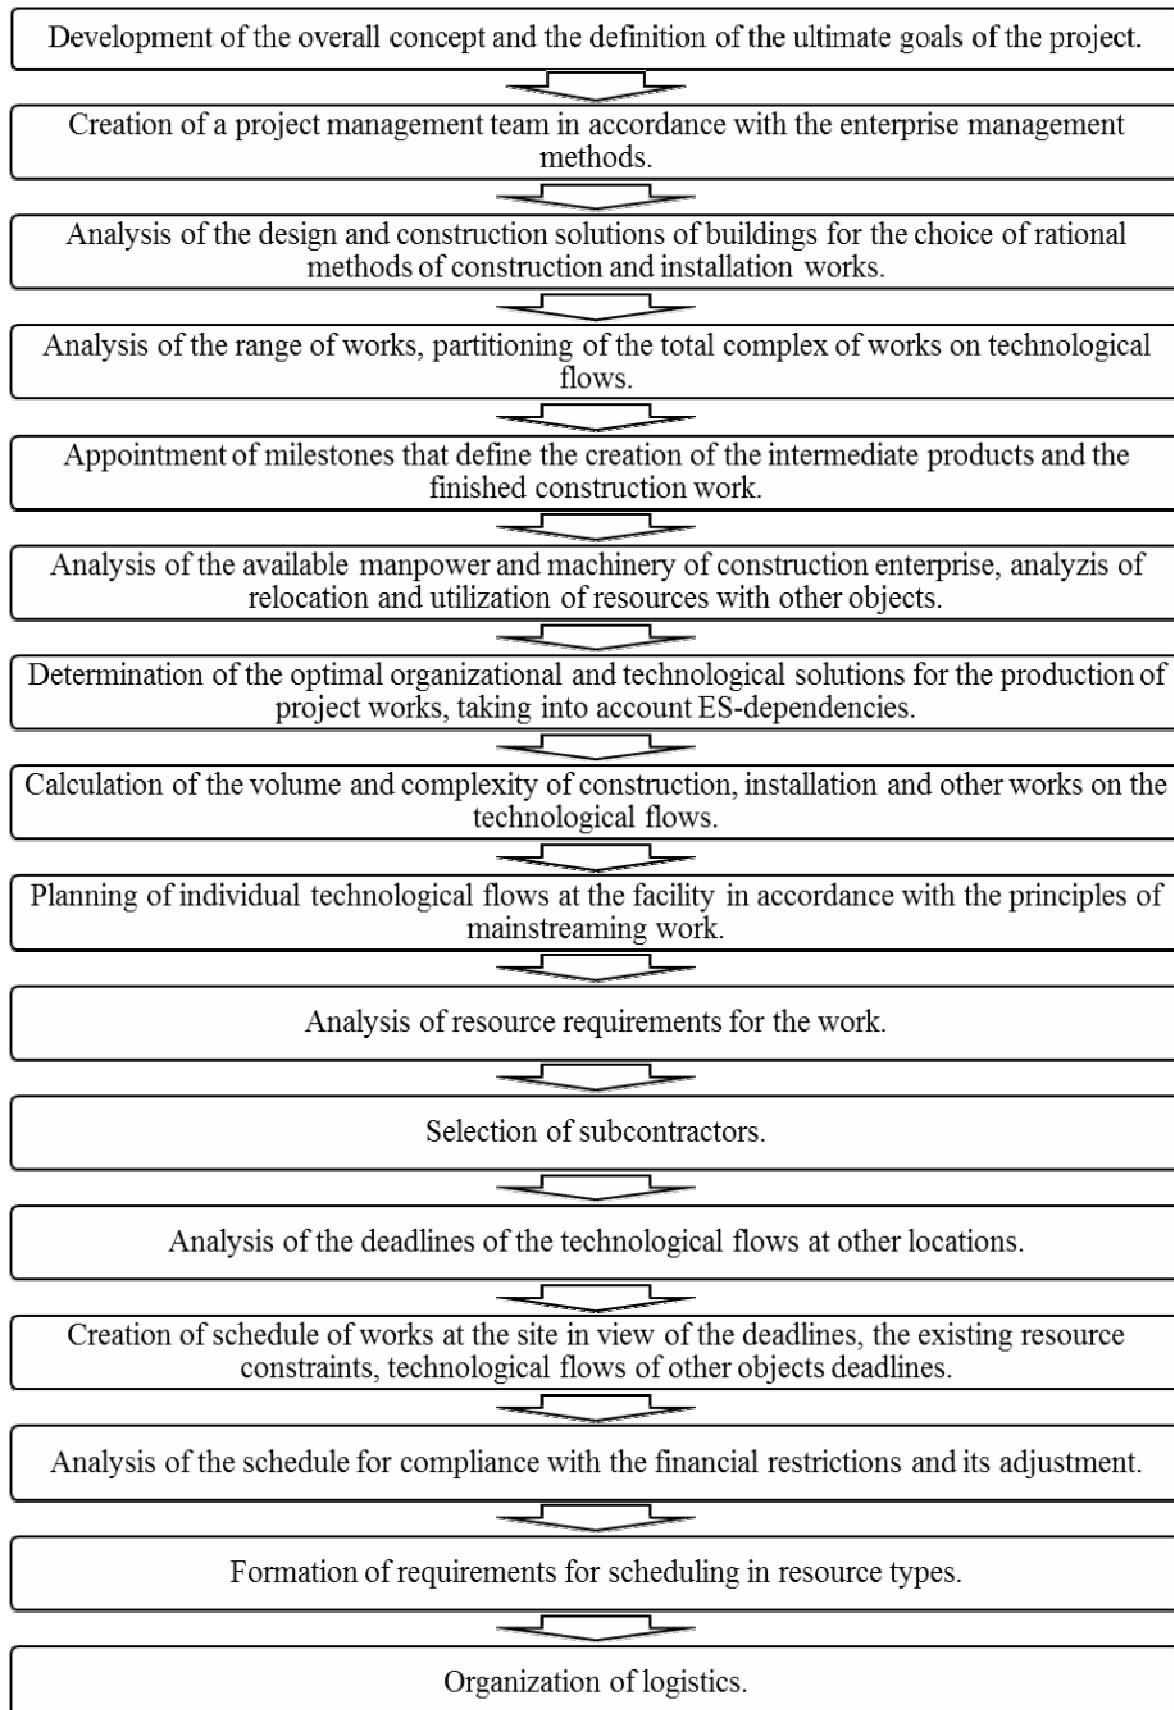 Development of the overall concept and the definition of the ultimate goals of the project.
Creation of a project management team in accordance with the enterprise management
methods.
Analysis of the design and construction solutions of buildings for the choice of rational
methods of construction and installation works.
Analysis of the range of works, partitioning of the total complex of works on technological
flows.
Appointment of milestones that define the creation of the intermediate products and the
finished construction work.
Analysis of the available manpower and machinery of construction enterprise, analyzis of
relocation and utilization of resources with other objects.
Determination of the optimal organizational and technological solutions for the production of
project works, taking into account ES-dependencies.
Calculation of the volume and complexity of construction, installation and other works on the
technological flows.
Planning of individual technological flows at the facility in accordance with the principles of
mainstreaming work.
Analysis of resource requirements for the work.
Selection of subcontractors.
Analysis of the deadlines of the technological flows at other locations.
Creation of schedule of works at the site in view of the deadlines, the existing resource
constraints, technological flows of other objects deadlines.
Analysis of the schedule for compliance with the financial restrictions and its adjustment.
Formation of requirements for scheduling in resource types.
Organization of logistics.